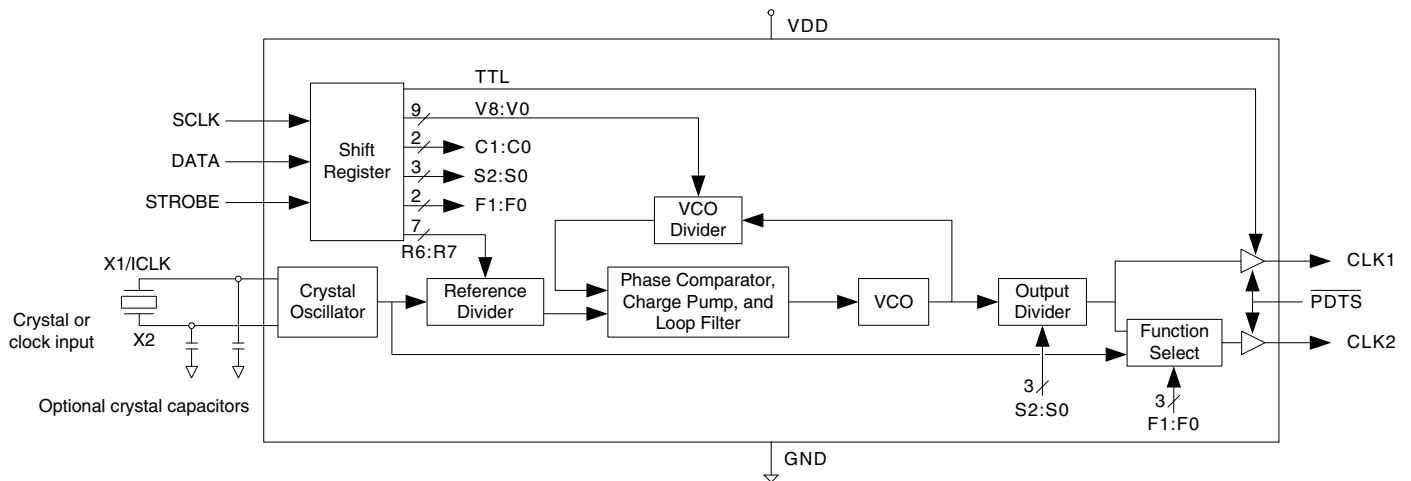 VDD
TTL
9
V8:V0
SCLK
Shift
Register
2
C1:C0
DATA
3
S2:S0
STROBE
2
F1:F0
VCO
Divider
7
R6:R7
X1/ICLK
Crystal
Oscillator
Reference
Divider
Phase Comparator,
Charge Pump, and
Loop Filter
VCO
Output
Divider
CLK1
PDTS
Crystal or
clock input
X2
Function
Select
CLK2
Optional crystal capacitors
3
S2:S0
3
F1:F0
GND